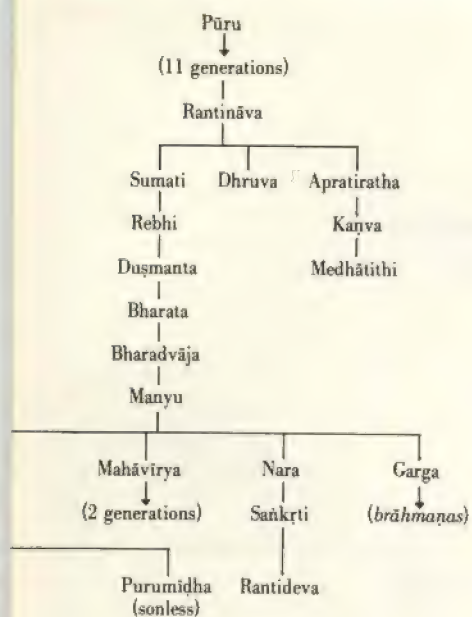 Pūru
(11 generations)
Rantināva
Sumati Dhruva Apratiratha
Rebhi Kaṇva
Duṣmanta Medhātithi
Bharata
Bharadvāja
Manyu
Mahāvīrya Nara Garga
(2 generations) Saṅkṛti (brāhmaṇas)
Purumīḍha Rantideva
(sonless)